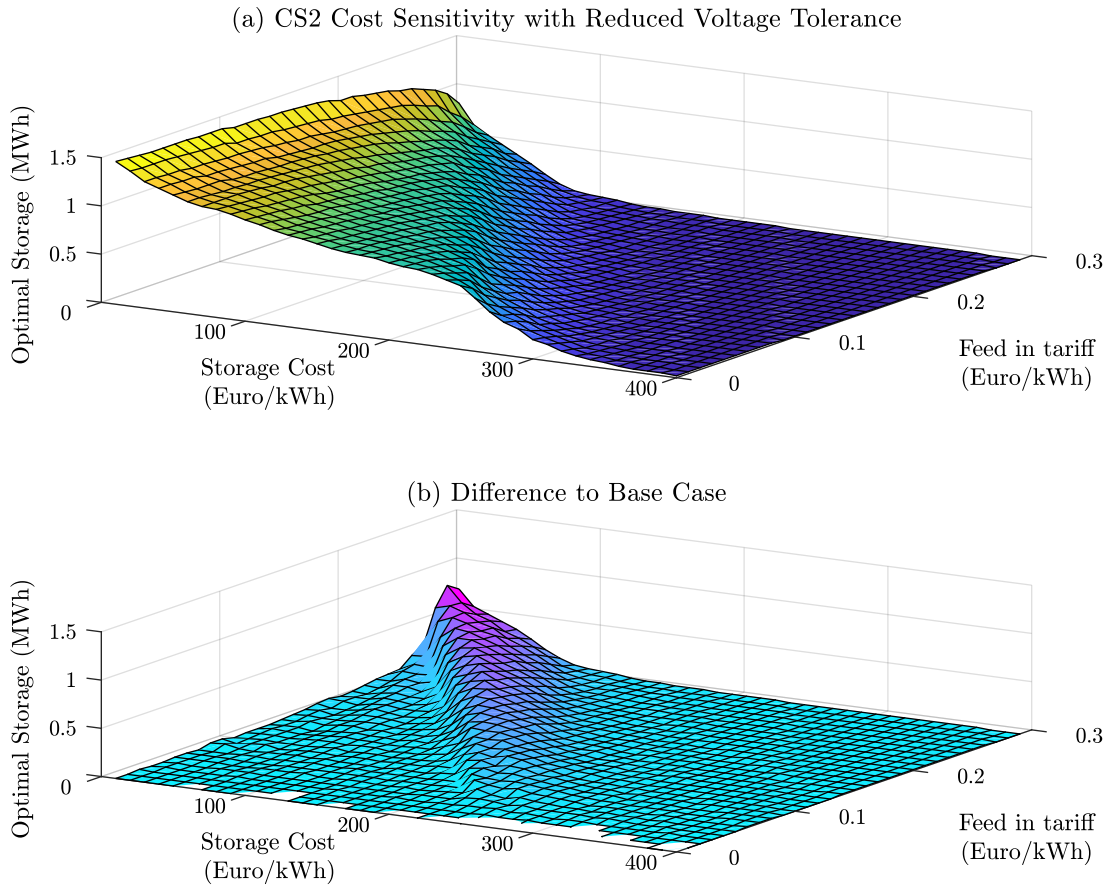 (a) CS2 Cost Sensitivity with Reduced Voltage Tolerance
Optimal Storage (MWh)
1.5
1
0.5
0
100
200
300
400
Storage Cost
(Euro/kWh)
0
0.1
0.2
0.3
Feed in tariff
(Euro/kWh)
(b) Difference to Base Case
Optimal Storage (MWh)
1.5
1
0.5
0
100
200
300
400
Storage Cost
(Euro/kWh)
0
0.1
0.2
0.3
Feed in tariff
(Euro/kWh)